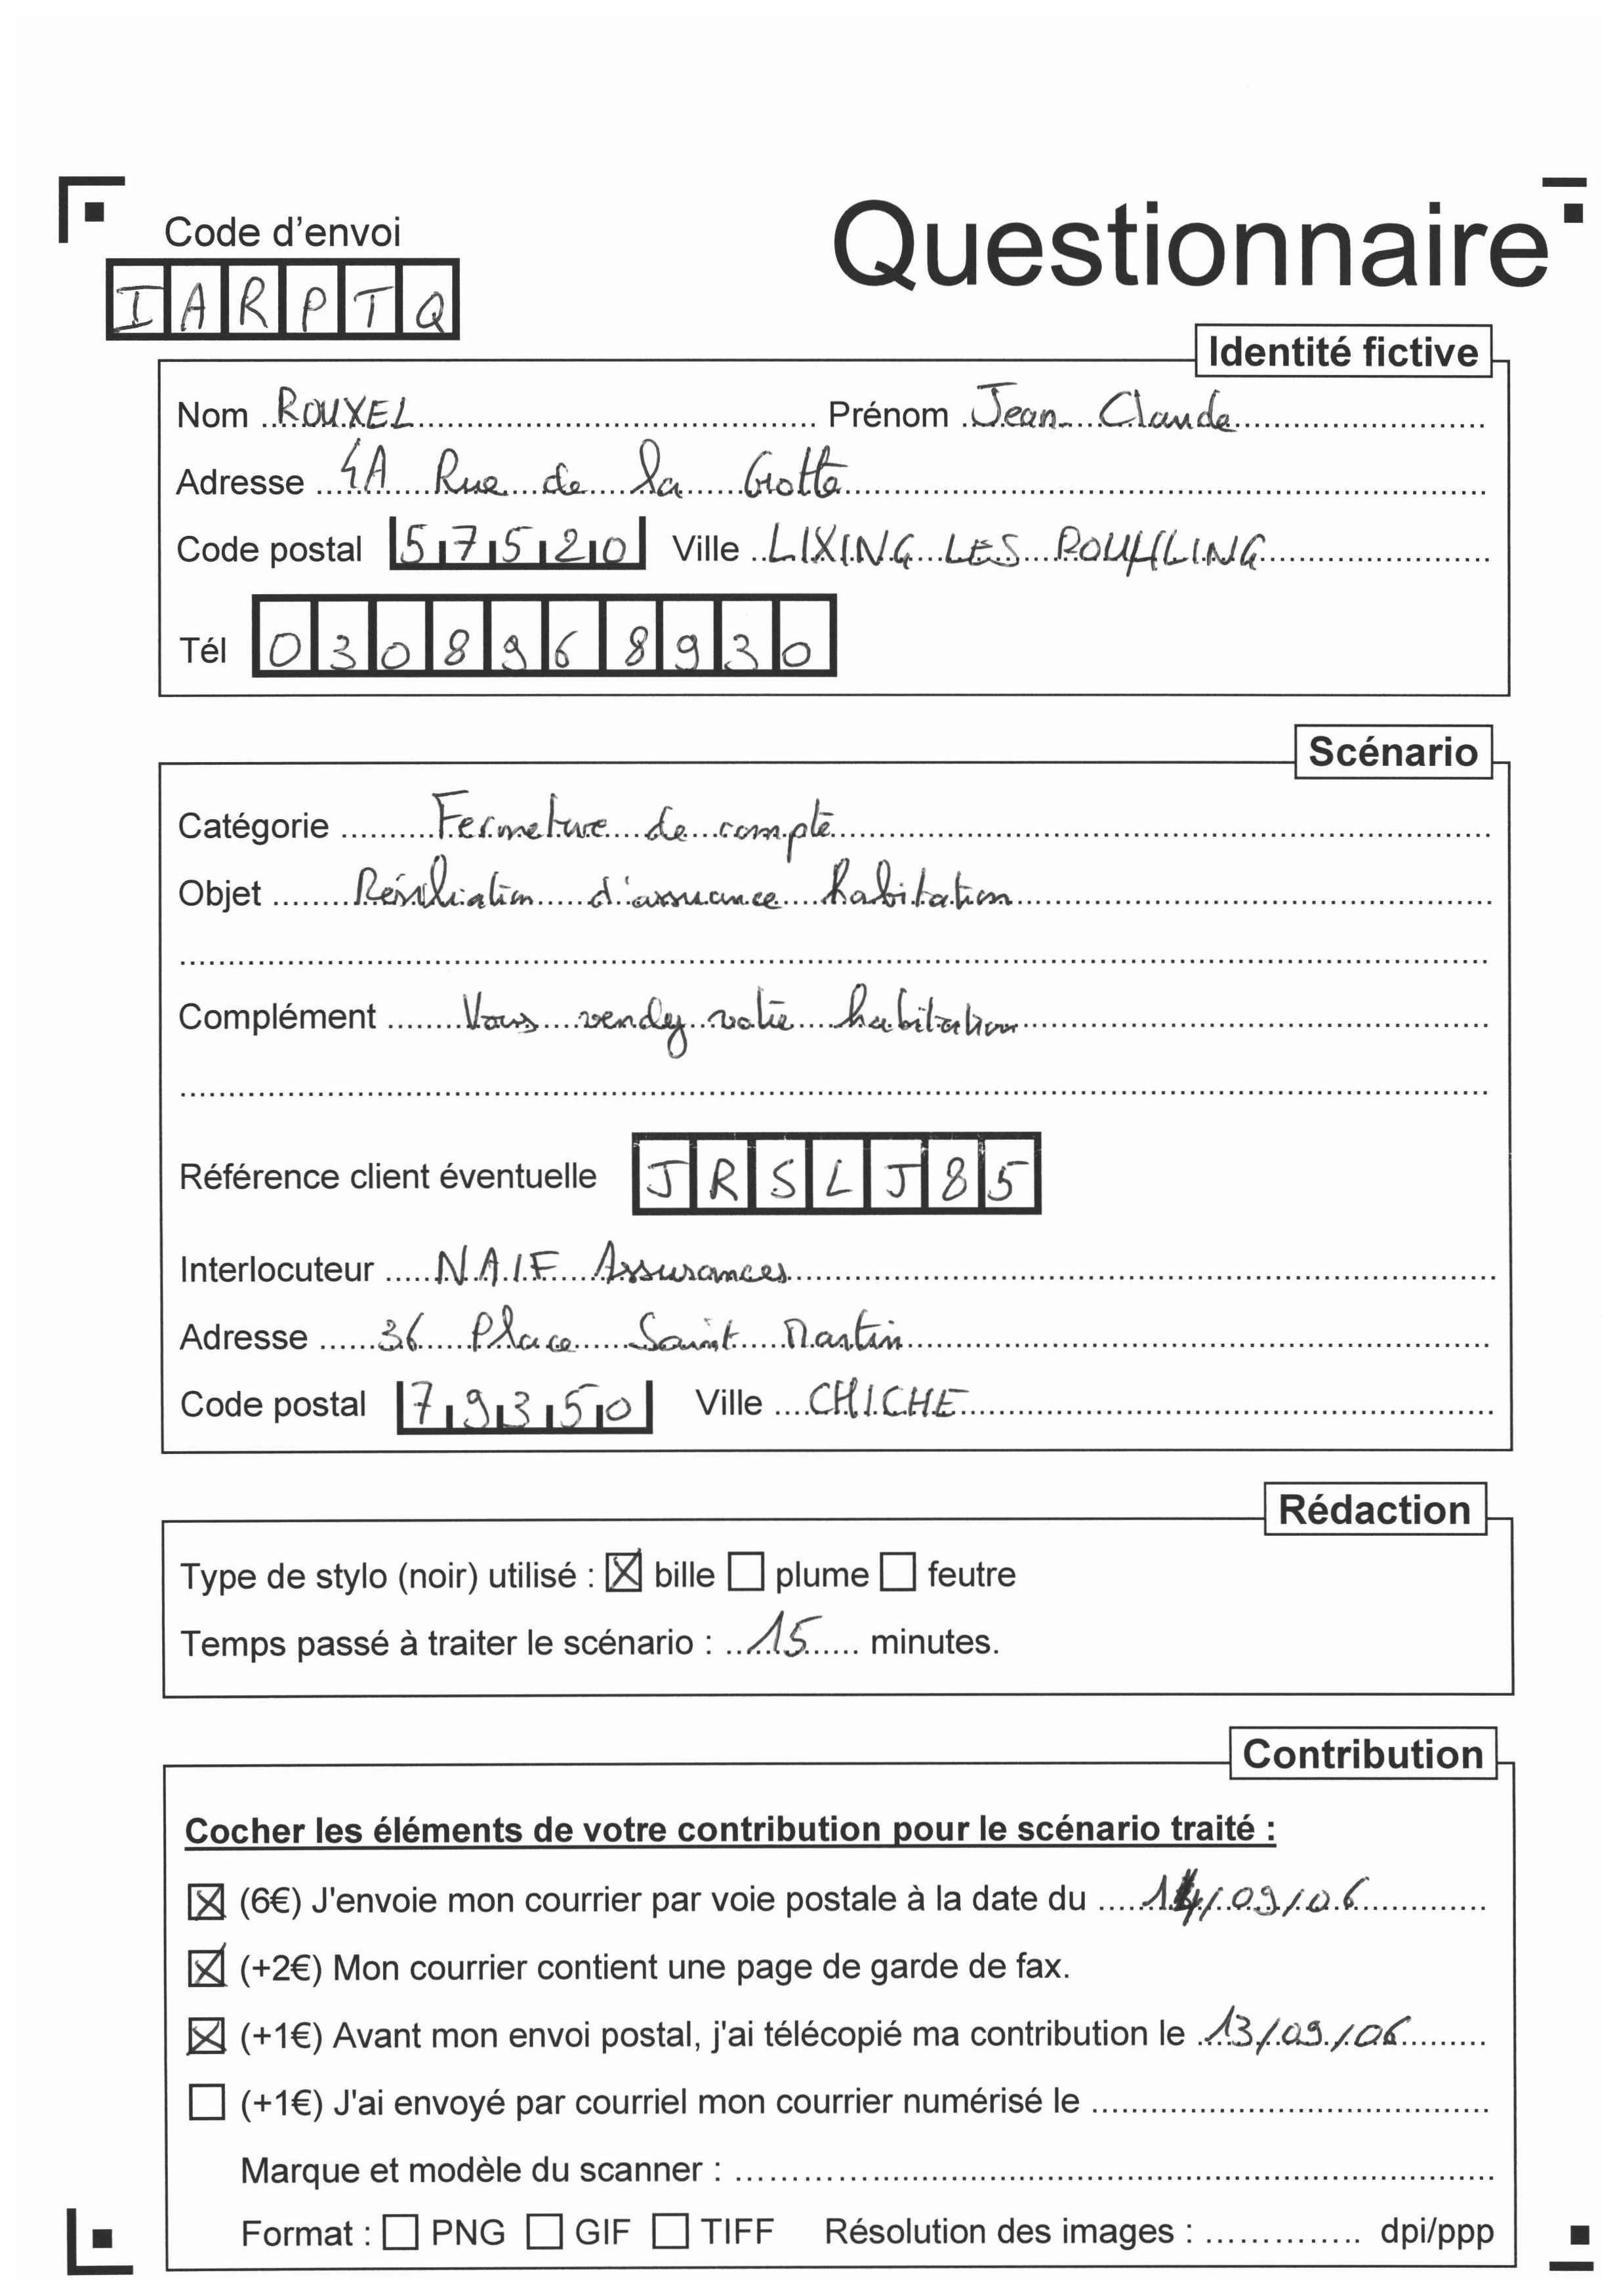 Code d'envoi
Questionnaire
IARPTQ
Identité fictive
Nom ROUXEL Prénom Jean-Claude
Adresse 4A Rue de la Grotte
Code postal 57520 Ville LIXING LES ROUHLING
Tél 0308968930
Scénario
Catégorie Fermeture de compte
Objet Résiliation d'assurance habitation
Complément Vous vendez votre habitation
Référence client éventuelle JRSLJ85
Interlocuteur NAIF Assurances
Adresse 36 Place Saint Martin
Code postal 79350 Ville CHICHE
Rédaction
Type de stylo (noir) utilisé : ☒ bille ☐ plume ☐ feutre
Temps passé à traiter le scénario : 15 minutes.
Contribution
Cocher les éléments de votre contribution pour le scénario traité :
☒ (6€) J'envoie mon courrier par voie postale à la date du 14/09/06
☒ (+2€) Mon courrier contient une page de garde de fax.
☒ (+1€) Avant mon envoi postal, j'ai télécopié ma contribution le 13/09/06
☐ (+1€) J'ai envoyé par courriel mon courrier numérisé le
Marque et modèle du scanner :
Format : ☐ PNG ☐ GIF ☐ TIFF Résolution des images : dpi/ppp